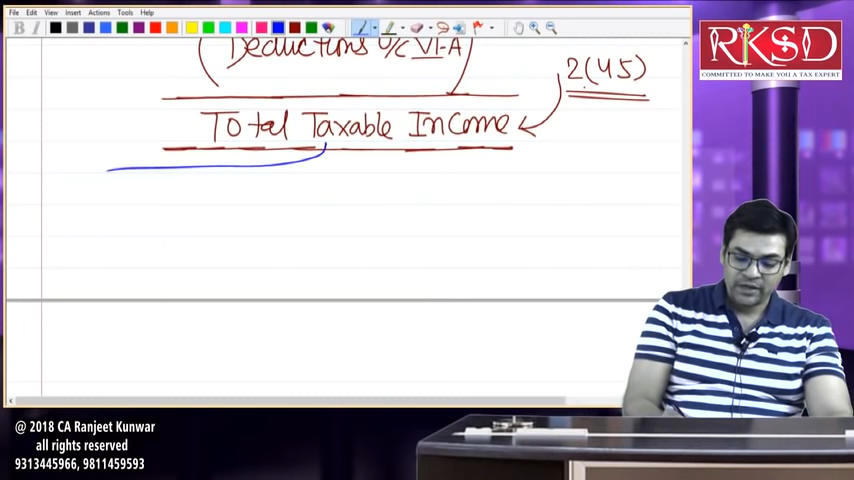 File Edit View Insert Actions Tools Help
B I U
RKSD
COMMITTED TO MAKE YOU A TAX EXPERT
(Deductions u/c VI-A)
2(45)
Total Taxable Income
@ 2018 CA Ranjeet Kunwar
all rights reserved
9313445966, 9811459593